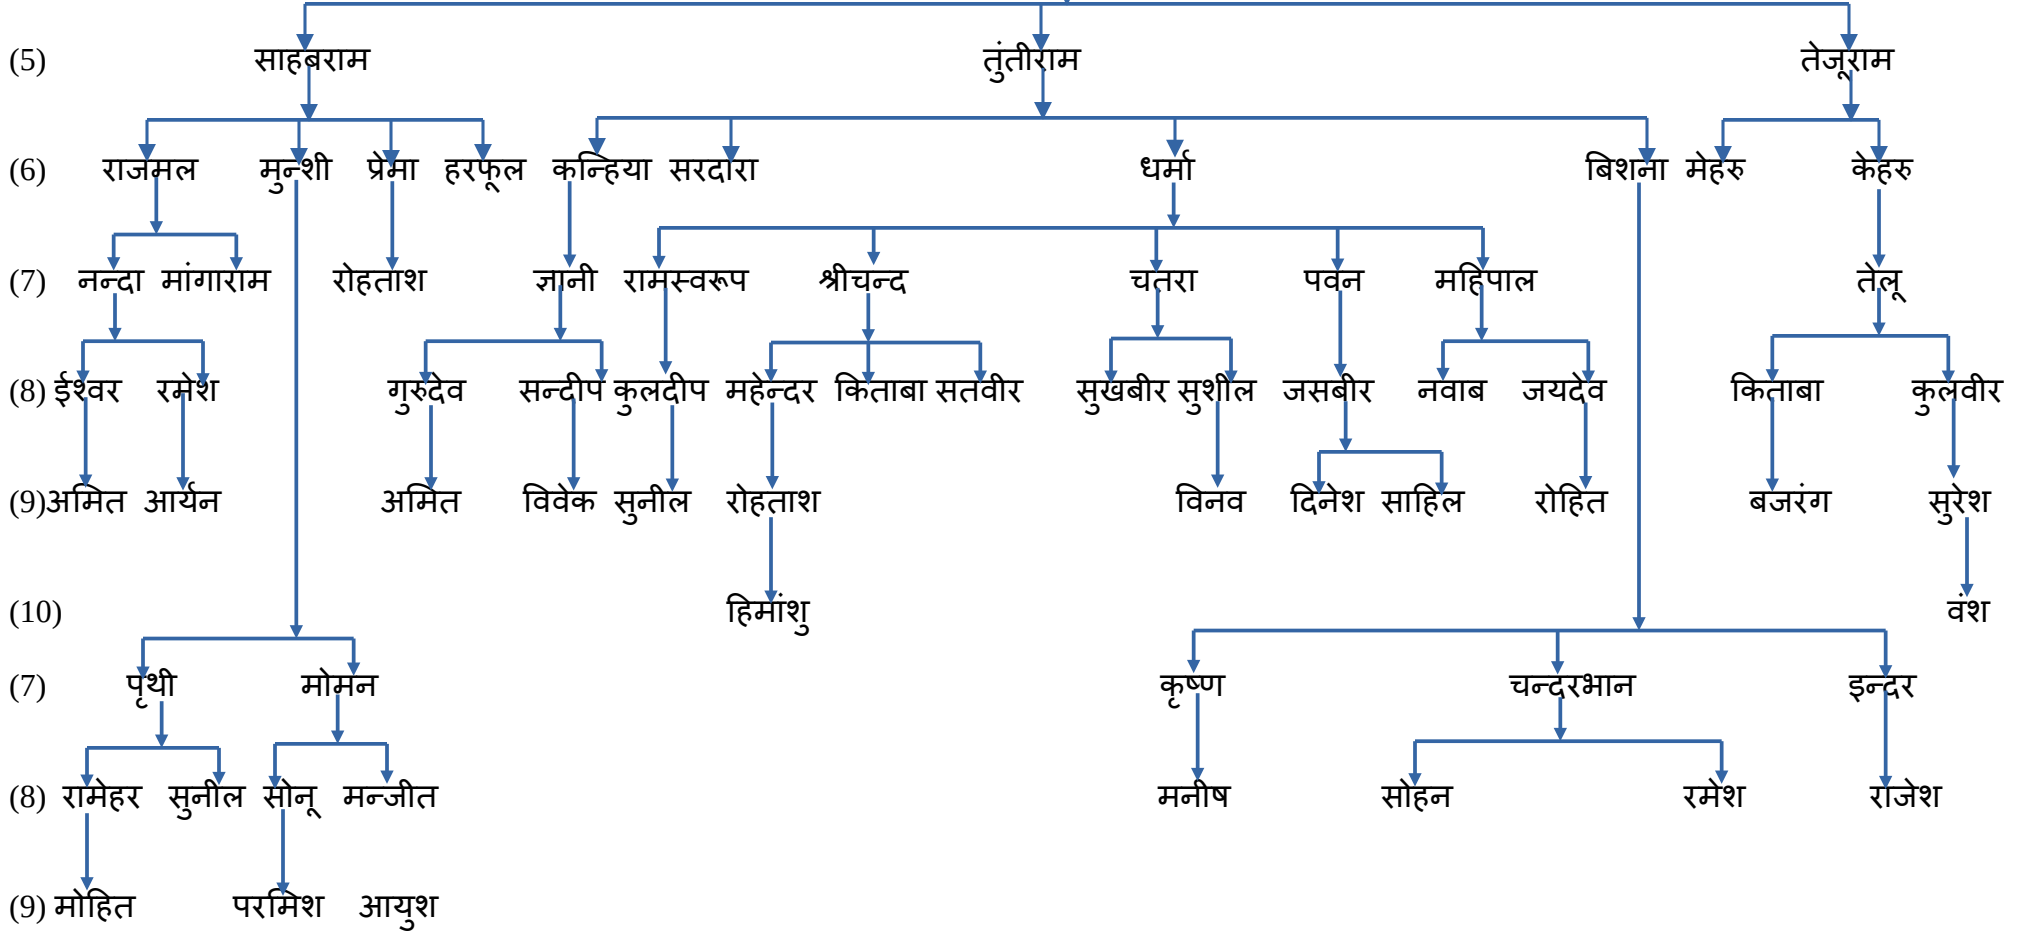 (5) साहबराम तुंतीराम तेजूराम
(6) राजमल मुन्शी प्रेमा हरफूल कन्हिया सरदारा धर्मा बिशना मेहरु केहरु
(7) नन्दा मांगाराम रोहताश ज्ञानी रामस्वरूप श्रीचन्द चतरा पवन महिपाल तेलू
(8) ईश्वर रमेश गुरुदेव सन्दीप कुलदीप महेन्दर किताबा सतवीर सुखबीर सुशील जसबीर नवाब जयदेव किताबा कुलवीर
(9) अमित आर्यन अमित विवेक सुनील रोहताश विनव दिनेश साहिल रोहित बजरंग सुरेश
(10) हिमांशु वंश
(7) पृथी मोमन कृष्ण चन्दरभान इन्दर
(8) रामेहर सुनील सोनू मन्जीत मनीष सोहन रमेश राजेश
(9) मोहित परमिश आयुश